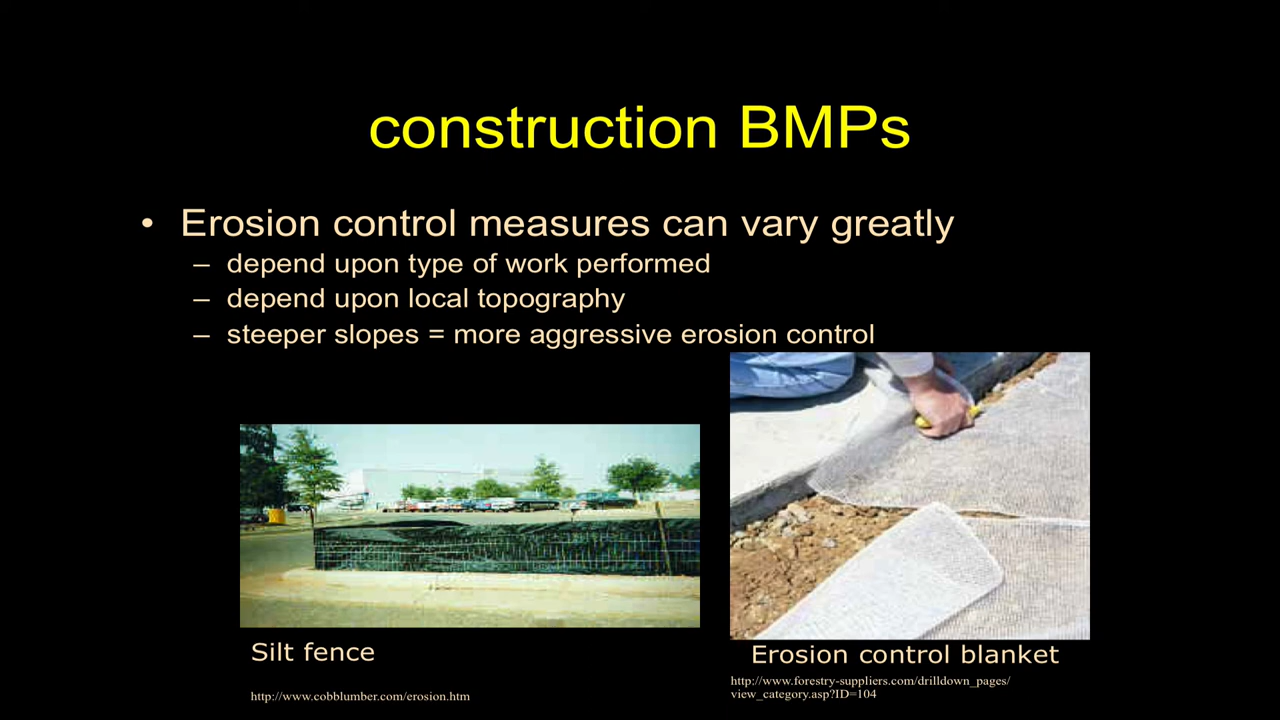 construction BMPs
• Erosion control measures can vary greatly
– depend upon type of work performed
– depend upon local topography
– steeper slopes = more aggressive erosion control
Silt fence
http://www.cobblumber.com/erosion.htm
Erosion control blanket
http://www.forestry-suppliers.com/drilldown_pages/
view_category.asp?ID=104